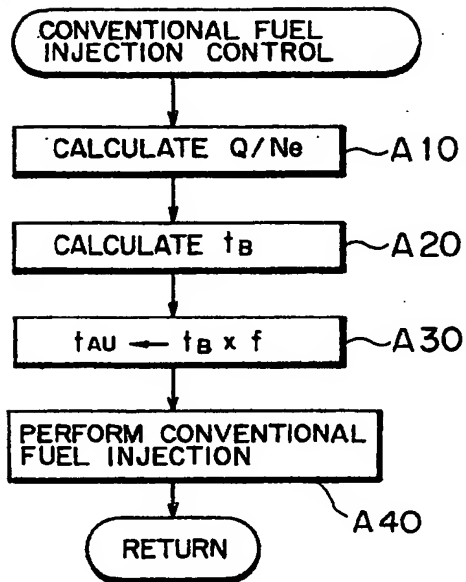 CONVENTIONAL FUEL
INJECTION CONTROL
CALCULATE Q/Ne
A10
CALCULATE tB
A20
tAU ← tB x f
A30
PERFORM CONVENTIONAL
FUEL INJECTION
A40
RETURN